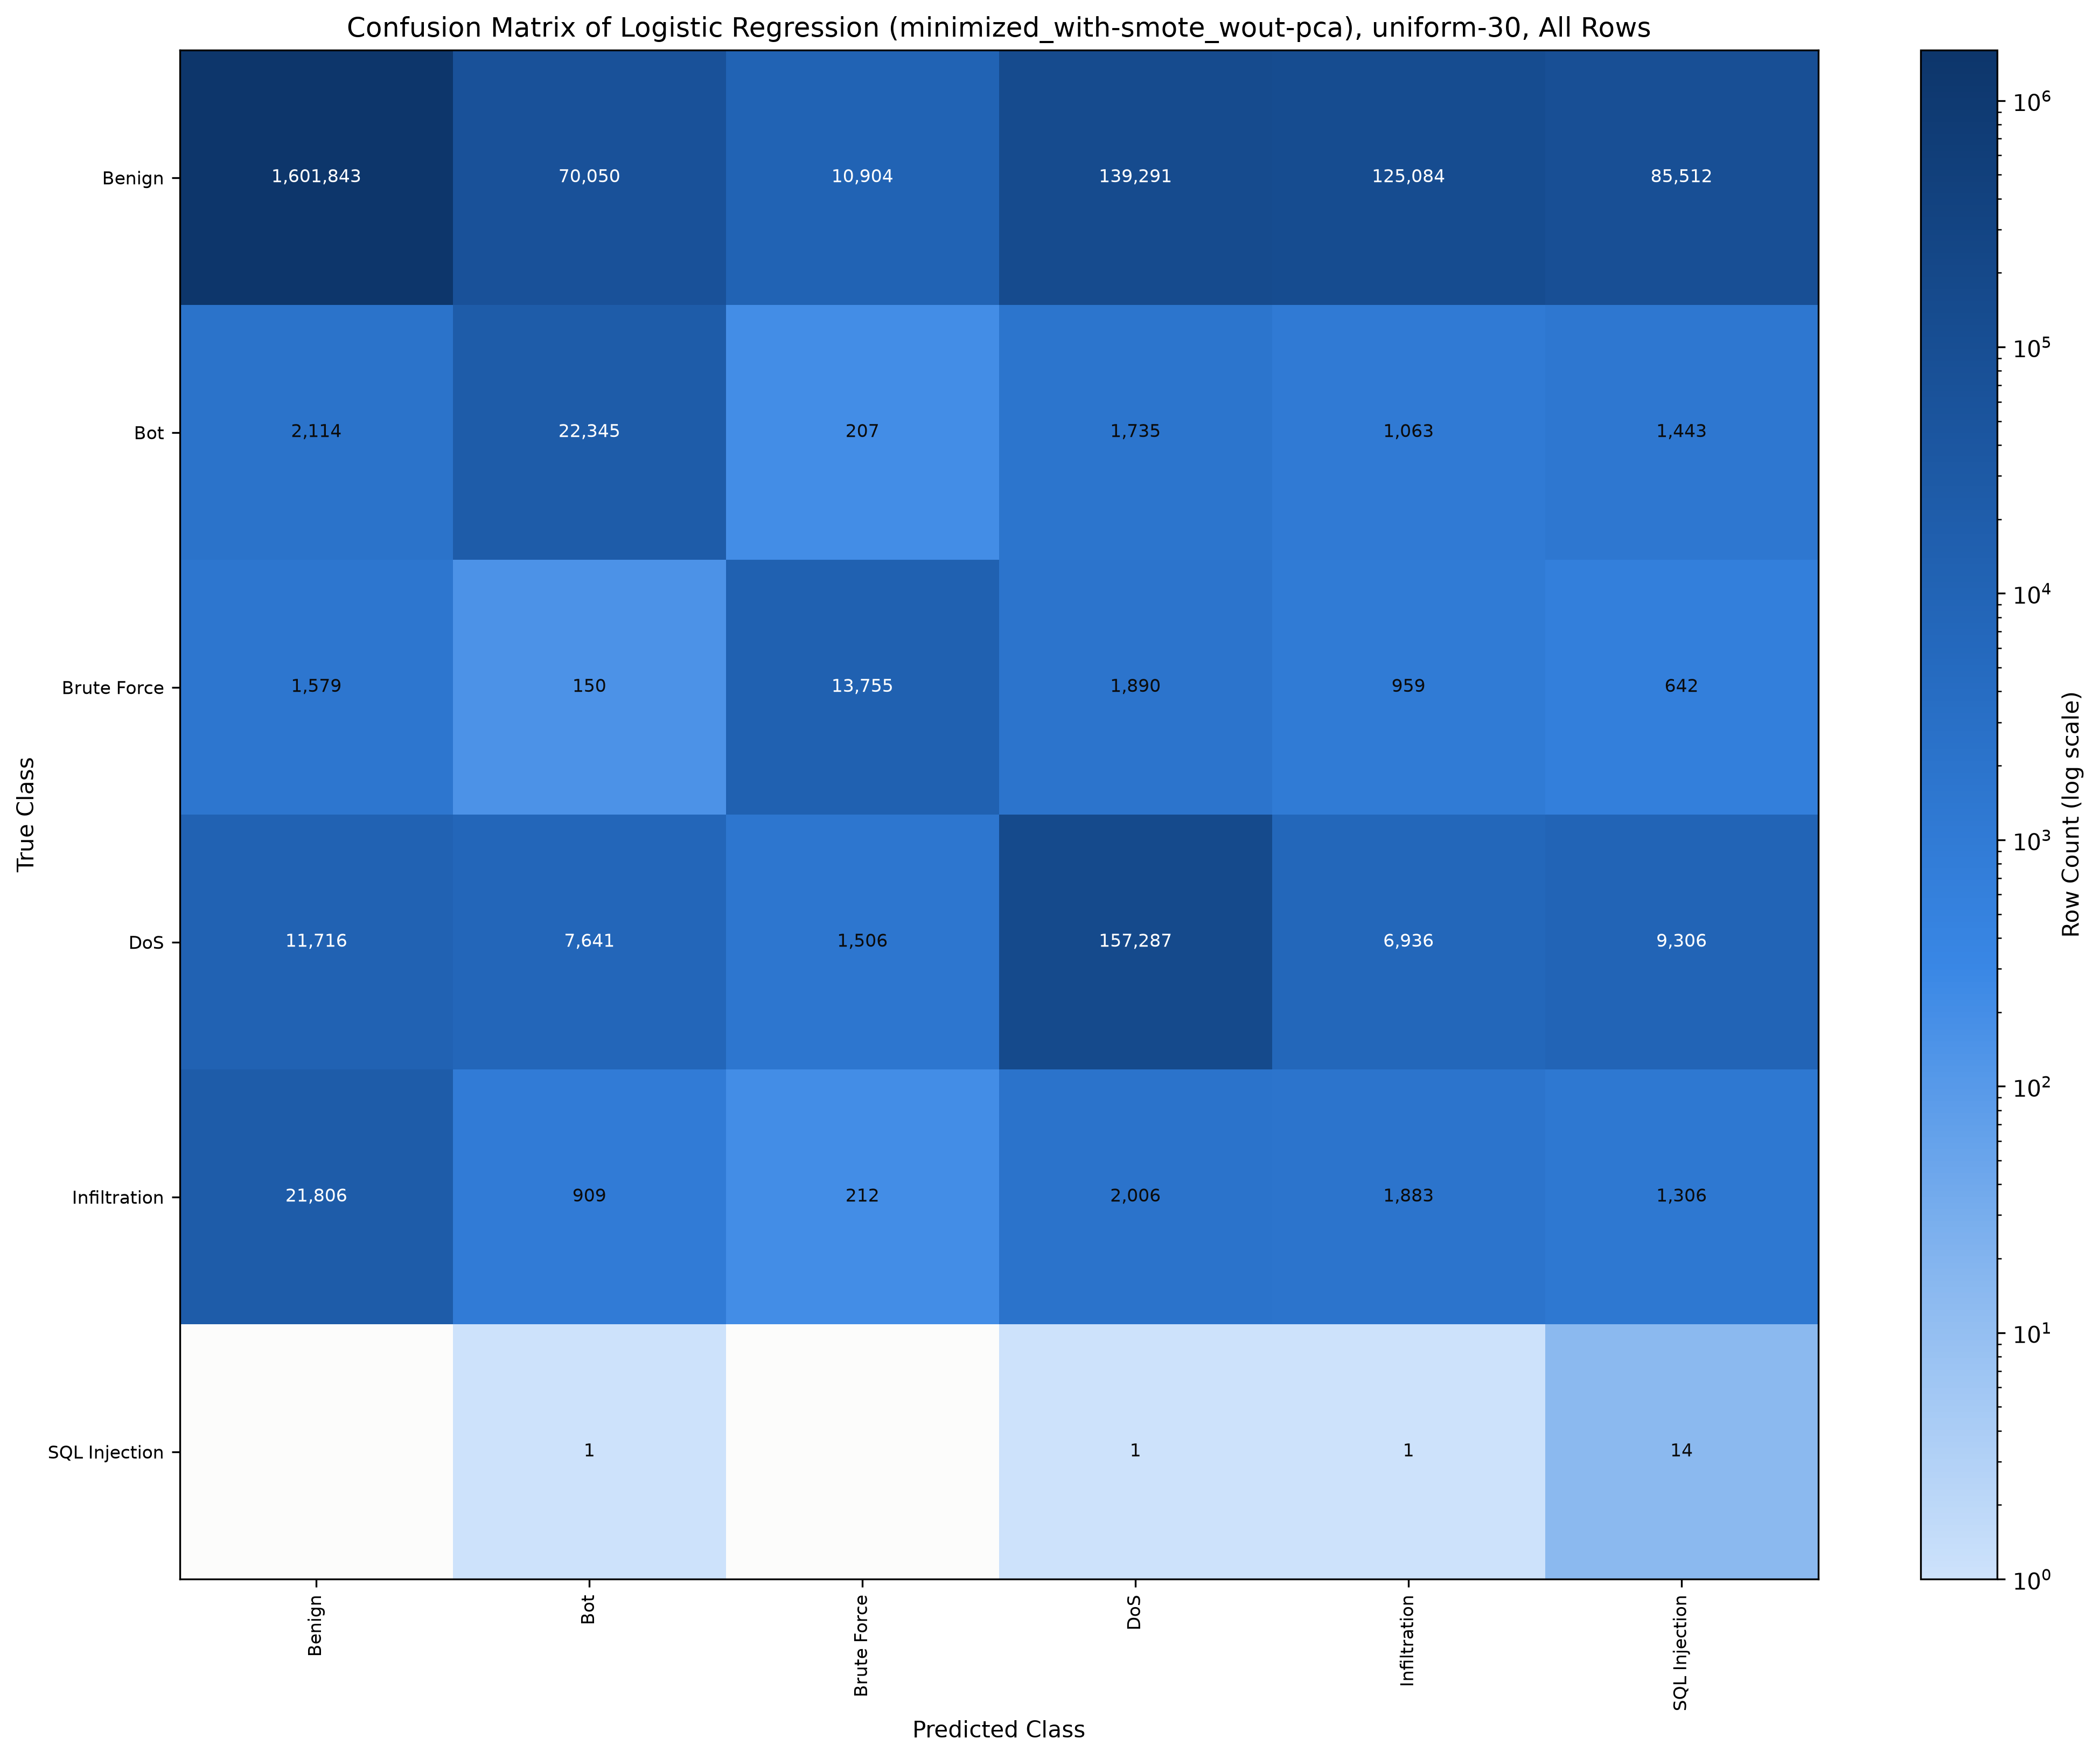 Confusion Matrix of Logistic Regression (minimized_with-smote_wout-pca), uniform-30, All Rows
True Class
Benign 1,601,843 70,050 10,904 139,291 125,084 85,512
Bot 2,114 22,345 207 1,735 1,063 1,443
Brute Force 1,579 150 13,755 1,890 959 642
DoS 11,716 7,641 1,506 157,287 6,936 9,306
Infiltration 21,806 909 212 2,006 1,883 1,306
SQL Injection 1 1 1 14
Benign Bot Brute Force DoS Infiltration SQL Injection
Predicted Class
10⁶
10⁵
10⁴
10³
10²
10¹
10⁰
Row Count (log scale)